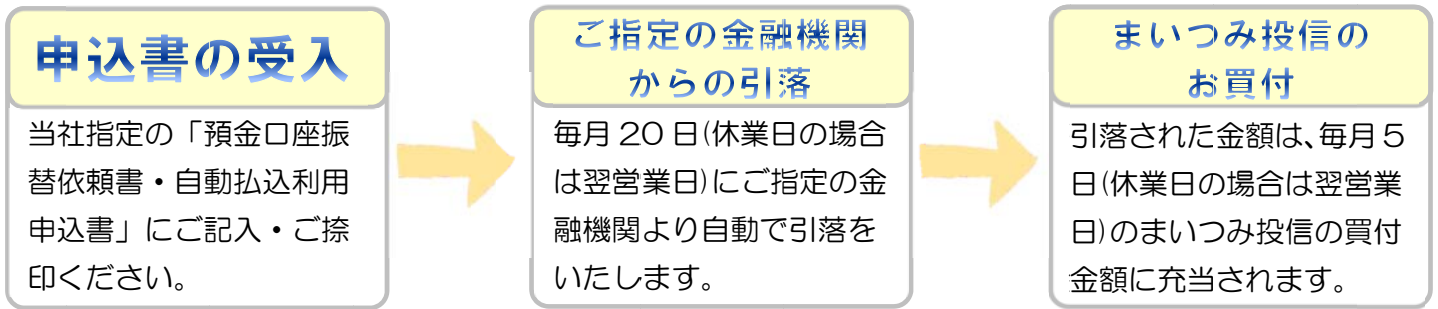 申込書の受入
当社指定の「預金口座振
替依頼書・自動払込利用
申込書」にご記入・ご捺
印ください。
ご指定の金融機関
からの引落
毎月20日(休業日の場合
は翌営業日)にご指定の金
融機関より自動で引落を
いたします。
まいつみ投信の
お買付
引落された金額は、毎月5
日(休業日の場合は翌営業
日)のまいつみ投信の買付
金額に充当されます。